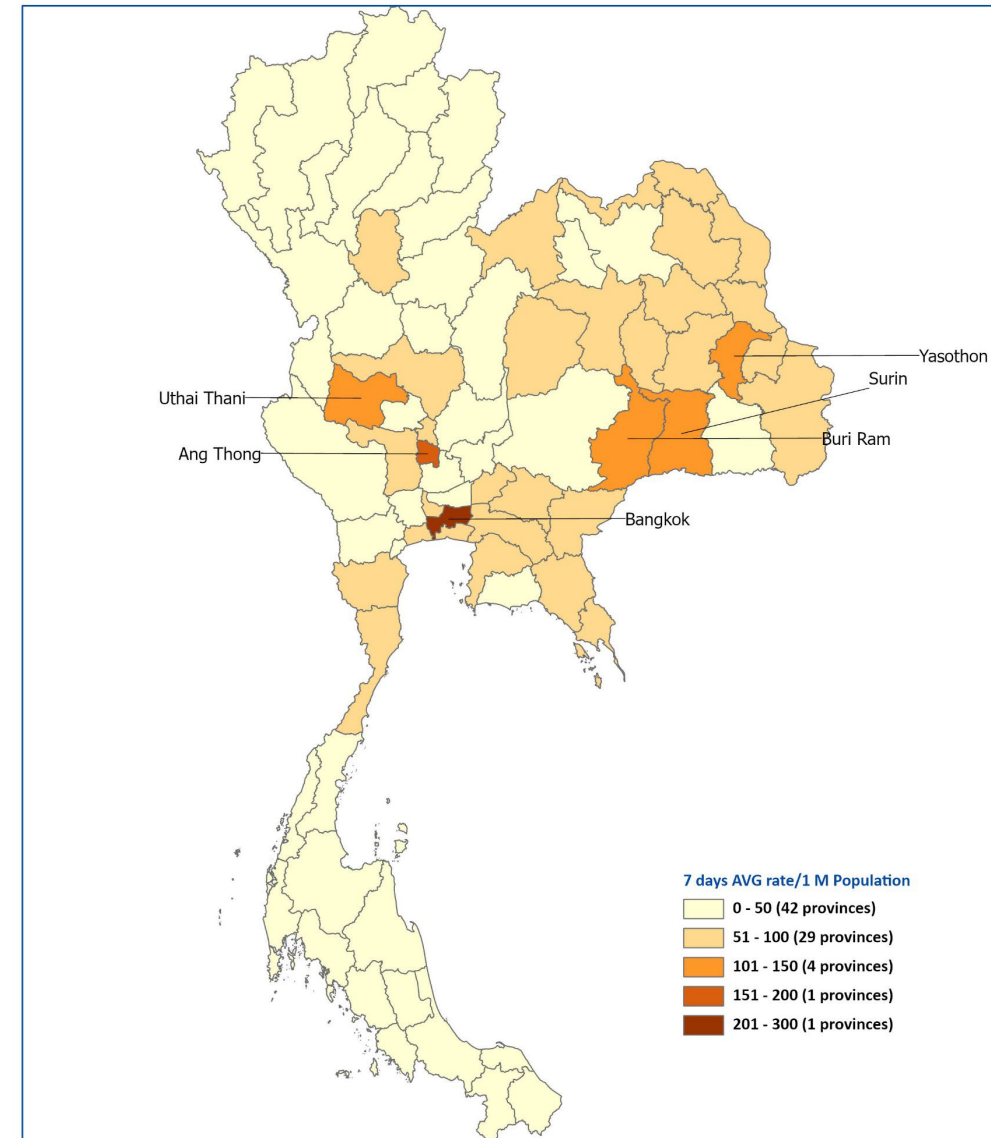 Yasothon
Surin
Uthai Thani
Buri Ram
Ang Thong
Bangkok
7 days AVG rate/1 M Population
0 - 50 (42 provinces)
51 - 100 (29 provinces)
101 - 150 (4 provinces)
151 - 200 (1 provinces)
201 - 300 (1 provinces)